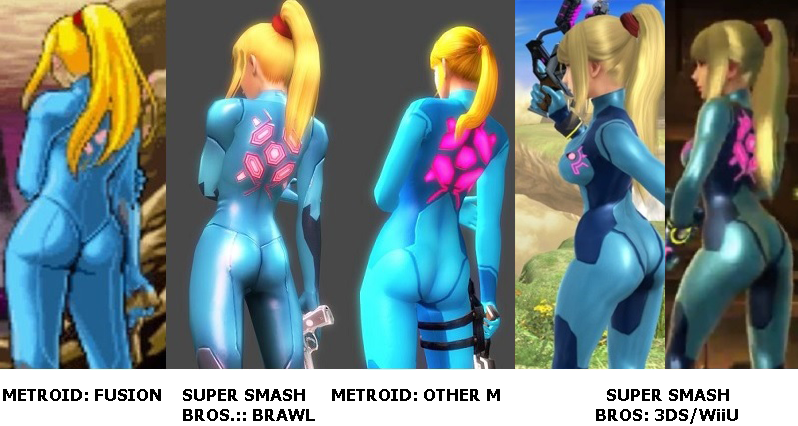 METROID: FUSION
SUPER SMASH
BROS.:: BRAWL
METROID: OTHER M
SUPER SMASH
BROS: 3DS/WiiU